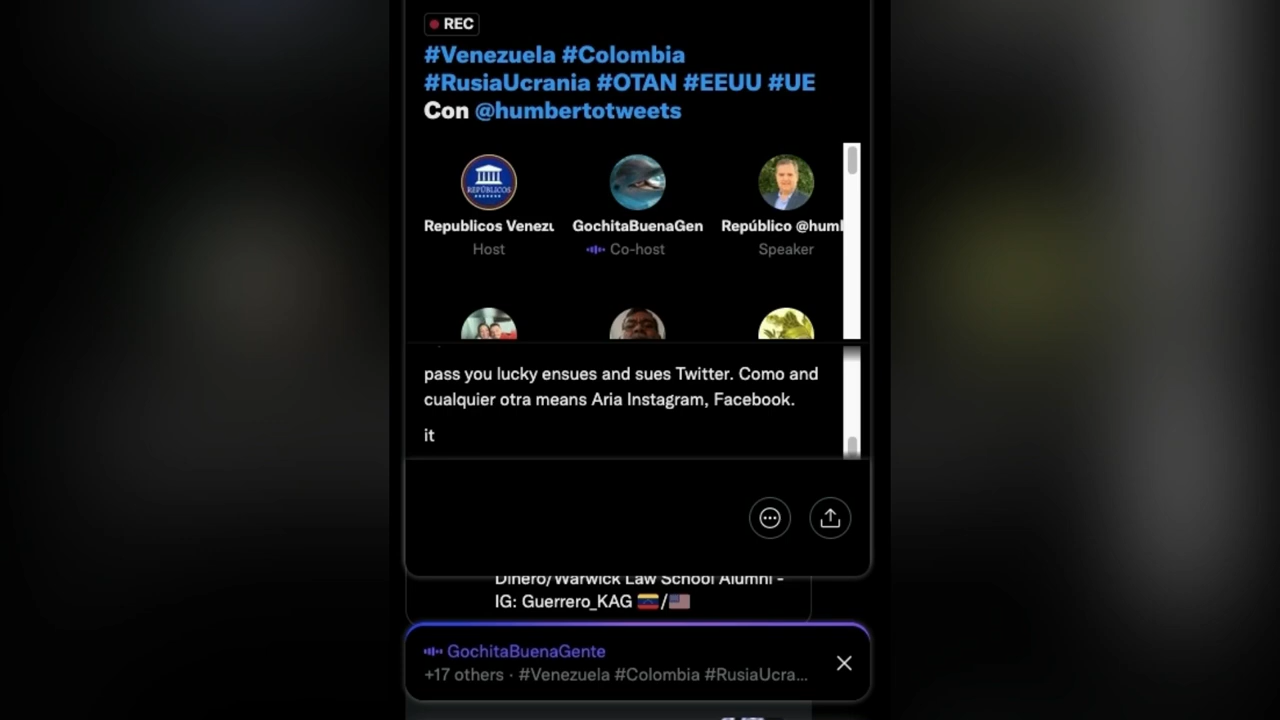 REC
#Venezuela #Colombia
#RusiaUcrania #OTAN #EEUU #UE
Con @humbertotweets
REPÚBLICOS
Republicos Venezu
GochitaBuenaGen
Repúblico @huml
Host
Co-host
Speaker
pass you lucky ensues and sues Twitter. Como and
cualquier otra means Aria Instagram, Facebook.
it
Dinero/Warwick Law School Alumni -
IG: Guerrero_KAG 🇻🇪/🇺🇸
GochitaBuenaGente
+17 others · #Venezuela #Colombia #RusiaUcra...